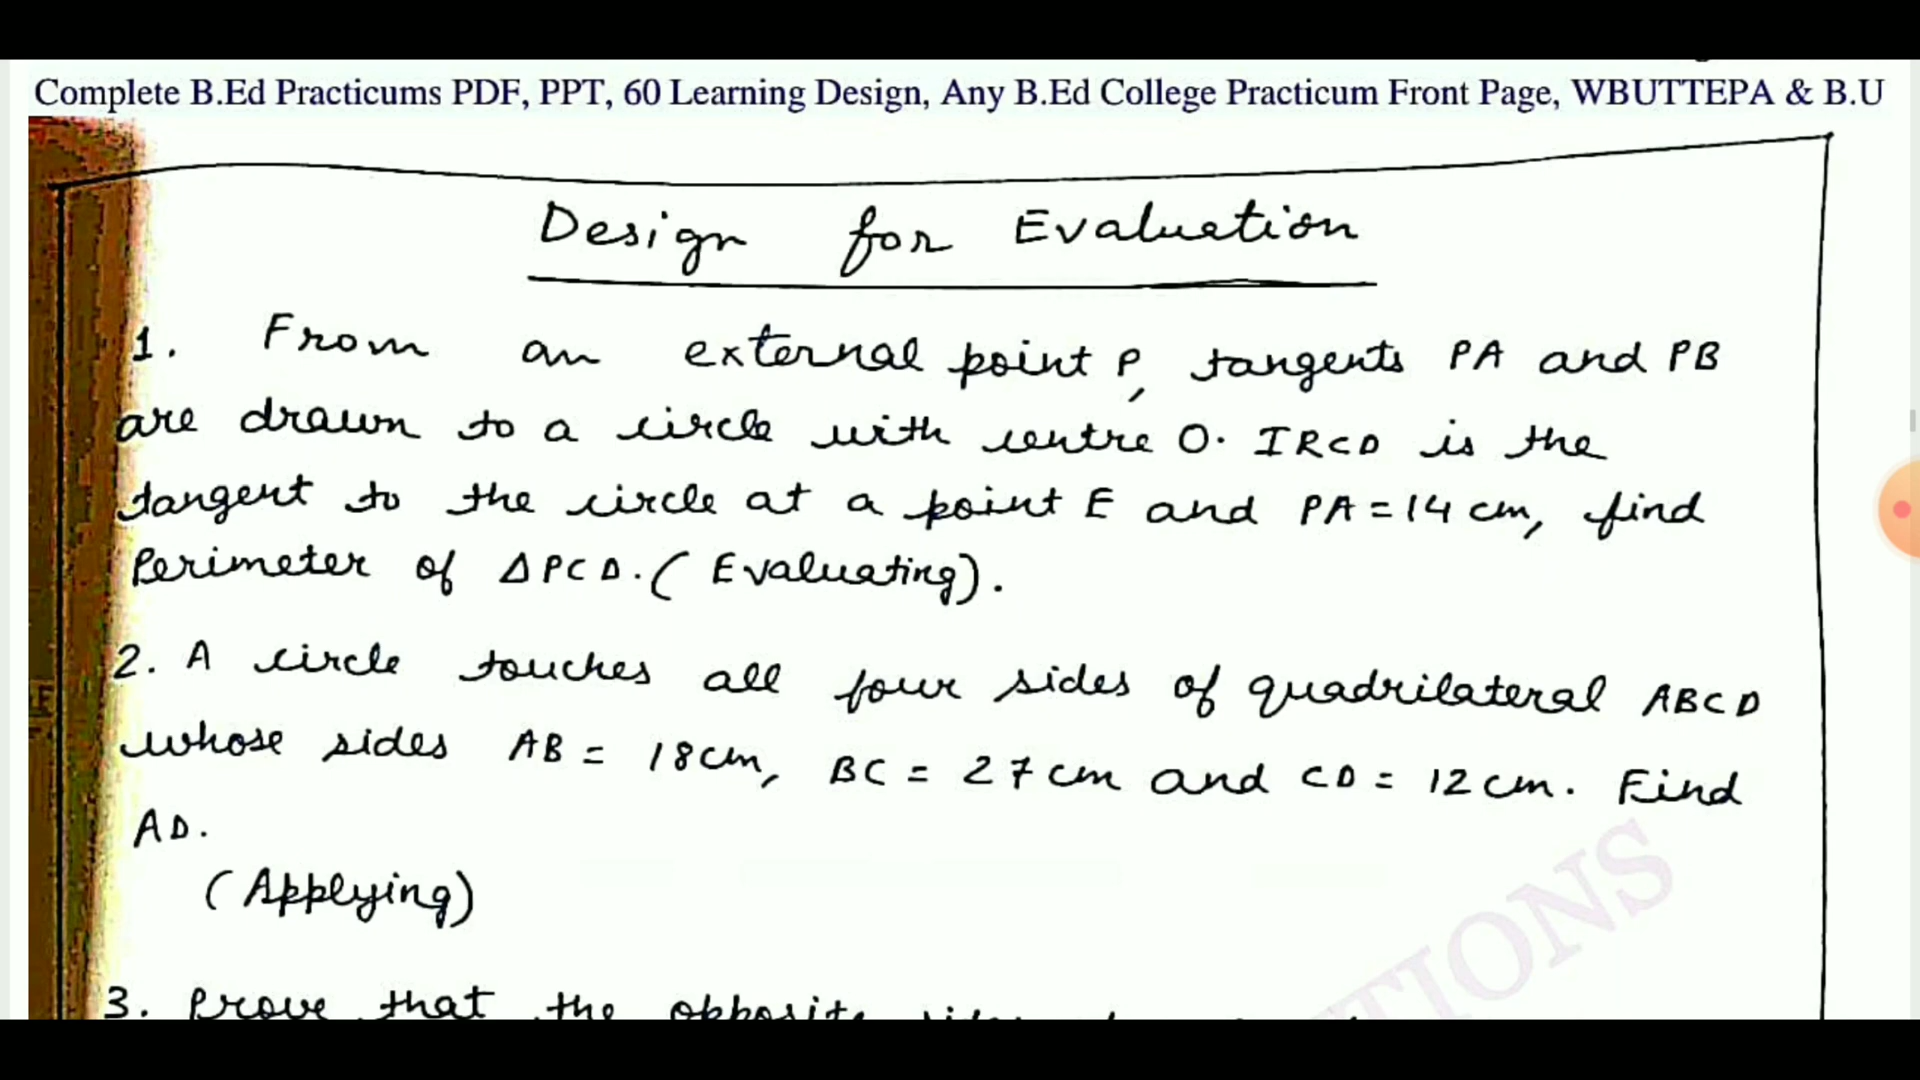 Complete B.Ed Practicums PDF, PPT, 60 Learning Design, Any B.Ed College Practicum Front Page, WBUTTEPA & B.U
Design for Evaluation
1. From an external point P, tangents PA and PB
are drawn to a circle with centre O. IRCD is the
tangent to the circle at a point E and PA = 14 cm, find
Perimeter of ΔPCD. (Evaluating).
2. A circle touches all four sides of quadrilateral ABCD
whose sides AB = 18cm, BC = 27 cm and CD = 12 cm. Find
AD.
(Applying)
3. Prove that the opposite
TIONS